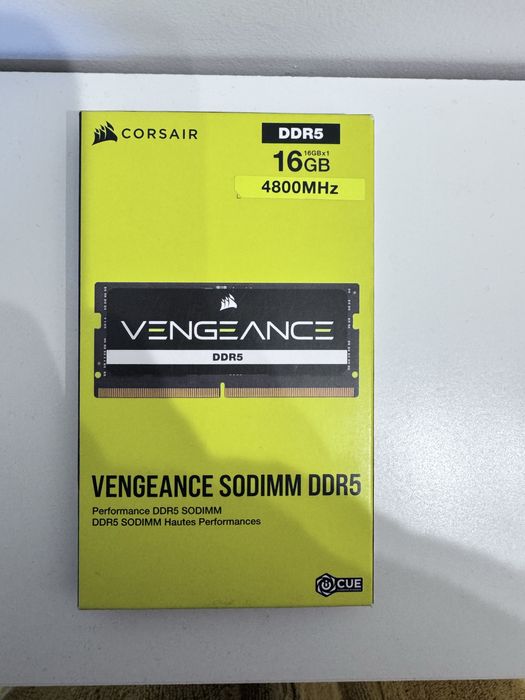 CORSAIR
DDR5
16GBx1
16GB
4800MHz
VENGEANCE
DDR5
VENGEANCE SODIMM DDR5
Performance DDR5 SODIMM
DDR5 SODIMM Hautes Performances
CUE